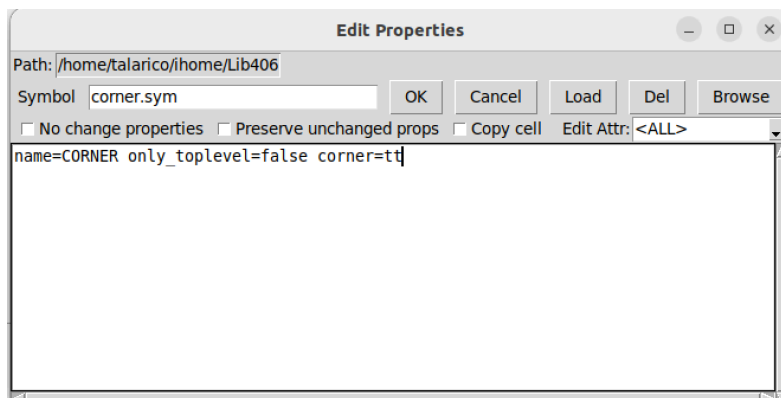 Edit Properties
Path: /home/talarico/ihome/Lib406
Symbol corner.sym OK Cancel Load Del Browse
No change properties Preserve unchanged props Copy cell Edit Attr: <ALL>
name=CORNER only_toplevel=false corner=tt